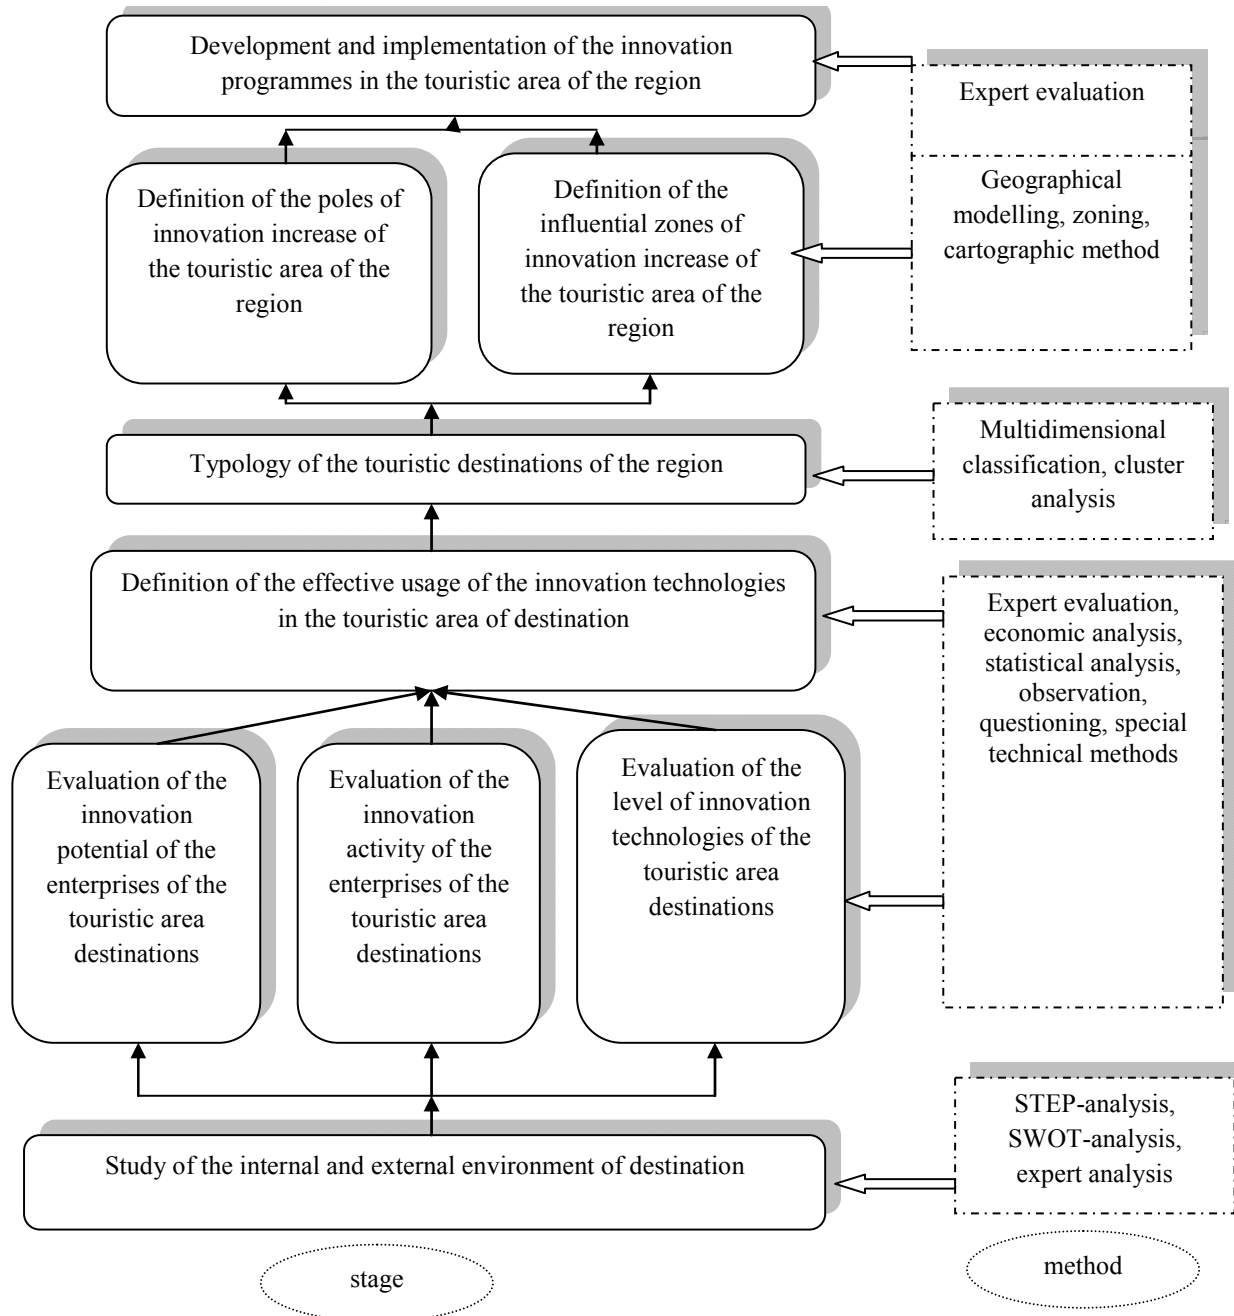 Development and implementation of the innovation
programmes in the touristic area of the region
Expert evaluation
Definition of the poles of
innovation increase of
the touristic area of the
region
Definition of the
influential zones of
innovation increase of
the touristic area of the
region
Geographical
modelling, zoning,
cartographic method
Typology of the touristic destinations of the region
Multidimensional
classification, cluster
analysis
Definition of the effective usage of the innovation technologies
in the touristic area of destination
Expert evaluation,
economic analysis,
statistical analysis,
observation,
questioning, special
technical methods
Evaluation of the
innovation
potential of the
enterprises of the
touristic area
destinations
Evaluation of the
innovation
activity of the
enterprises of the
touristic area
destinations
Evaluation of the
level of innovation
technologies of the
touristic area
destinations
Study of the internal and external environment of destination
STEP-analysis,
SWOT-analysis,
expert analysis
stage
method